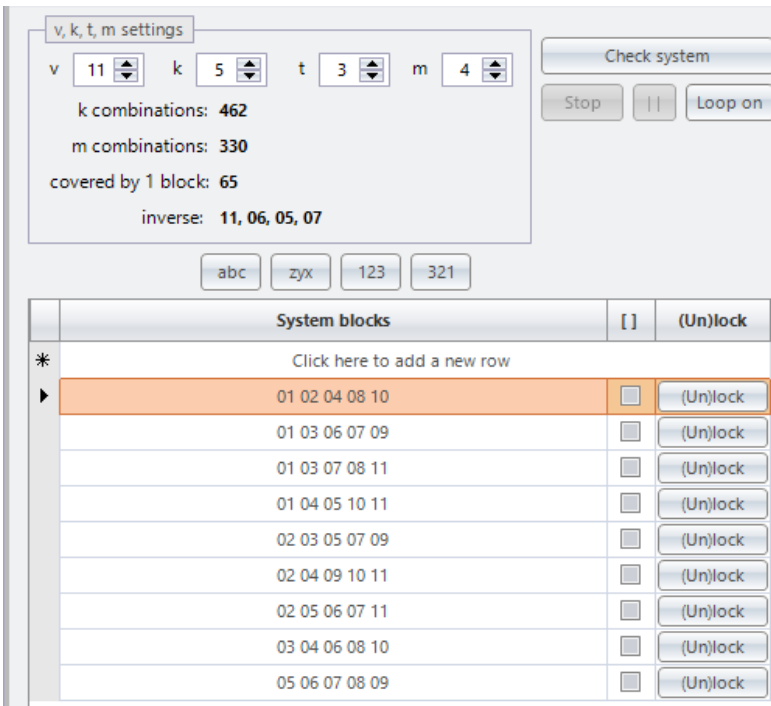 v, k, t, m settings
v 11 k 5 t 3 m 4
Check system
k combinations: 462
Stop || Loop on
m combinations: 330
covered by 1 block: 65
inverse: 11, 06, 05, 07
abc zyx 123 321
System blocks [ ] (Un)lock
Click here to add a new row
01 02 04 08 10 (Un)lock
01 03 06 07 09 (Un)lock
01 03 07 08 11 (Un)lock
01 04 05 10 11 (Un)lock
02 03 05 07 09 (Un)lock
02 04 09 10 11 (Un)lock
02 05 06 07 11 (Un)lock
03 04 06 08 10 (Un)lock
05 06 07 08 09 (Un)lock